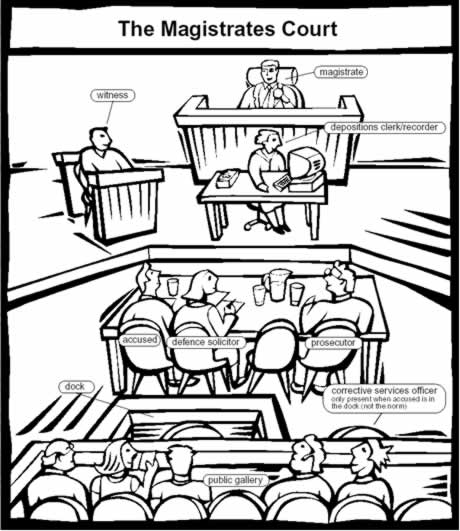 The Magistrates Court
magistrate
witness
depositions clerk/recorder
accused
defence solicitor
prosecutor
dock
corrective services officer
only present when accused is in
the dock (not the norm)
public gallery